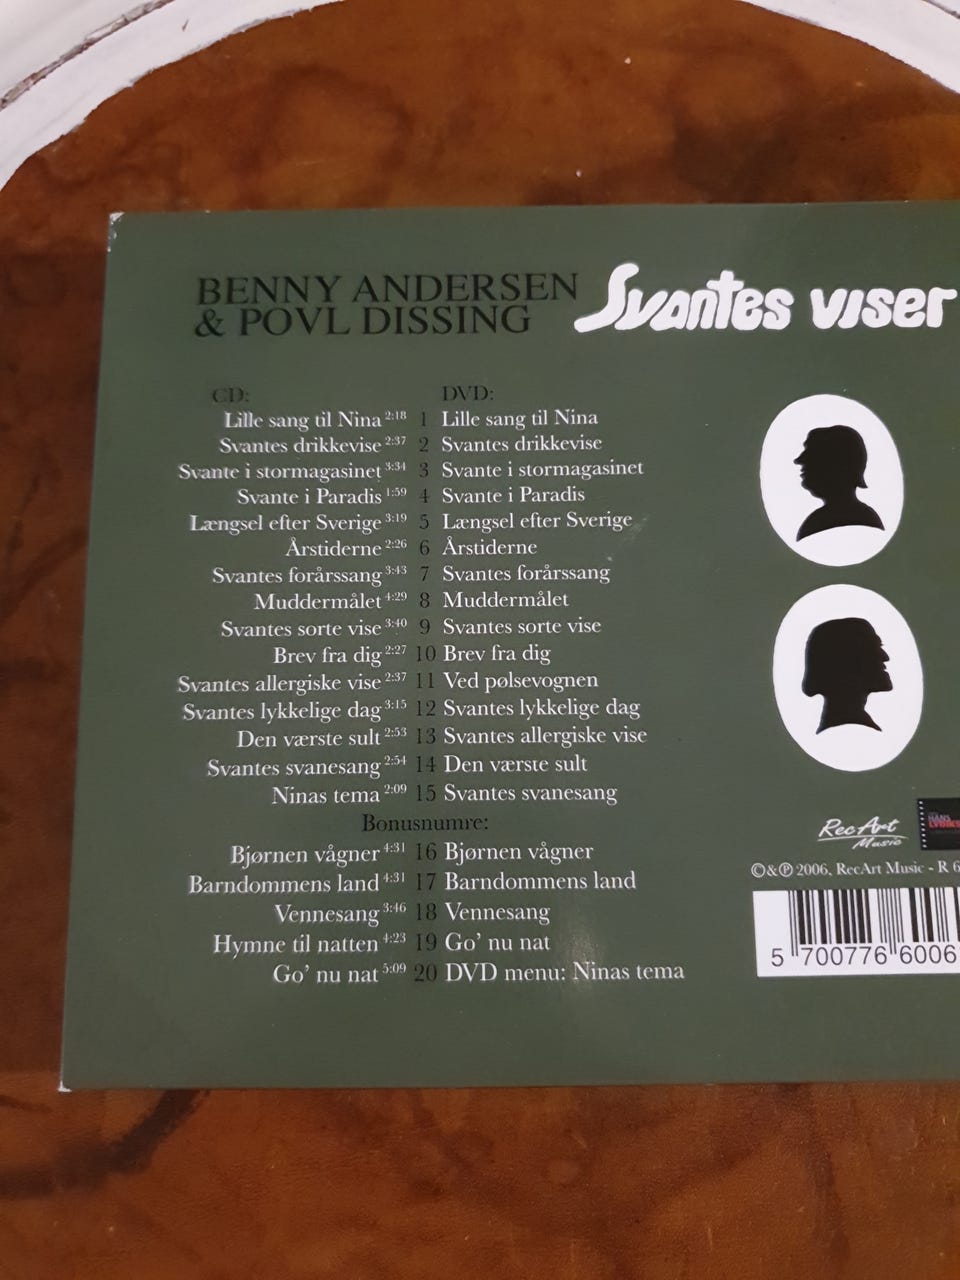 BENNY ANDERSEN
& POVL DISSING
Svantes viser
CD: DVD:
Lille sang til Nina 2:18 1 Lille sang til Nina
Svantes drikkevise 2:37 2 Svantes drikkevise
Svante i stormagasinet 3:34 3 Svante i stormagasinet
Svante i Paradis 1:59 4 Svante i Paradis
Længsel efter Sverige 3:19 5 Længsel efter Sverige
Årstiderne 2:26 6 Årstiderne
Svantes forårssang 3:43 7 Svantes forårssang
Muddermålet 4:29 8 Muddermålet
Svantes sorte vise 3:40 9 Svantes sorte vise
Brev fra dig 2:27 10 Brev fra dig
Svantes allergiske vise 2:37 11 Ved pølsevognen
Svantes lykkelige dag 3:15 12 Svantes lykkelige dag
Den værste sult 2:53 13 Svantes allergiske vise
Svantes svanesang 2:54 14 Den værste sult
Ninas tema 2:09 15 Svantes svanesang
Bonusnumre:
Bjørnen vågner 4:31 16 Bjørnen vågner
Barndommens land 4:31 17 Barndommens land
Vennesang 3:46 18 Vennesang
Hymne til natten 4:23 19 Go' nu nat
Go' nu nat 5:09 20 DVD menu: Ninas tema
RecArt
Music
HANS
©&℗ 2006, RecArt Music - R 6
5 700776 6006